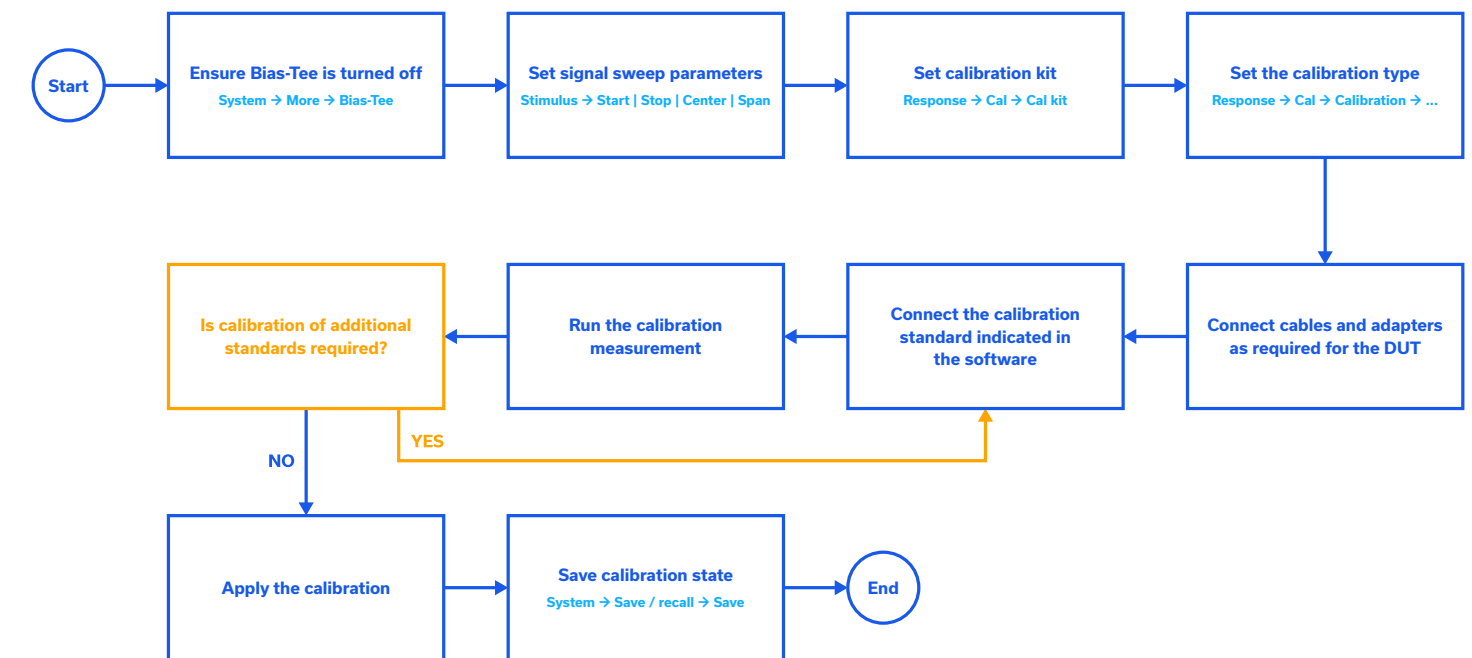 Start
Ensure Bias-Tee is turned off
System → More → Bias-Tee
Set signal sweep parameters
Stimulus → Start | Stop | Center | Span
Set calibration kit
Response → Cal → Cal kit
Set the calibration type
Response → Cal → Calibration → ...
Connect cables and adapters
as required for the DUT
Connect the calibration
standard indicated in
the software
Run the calibration
measurement
Is calibration of additional
standards required?
YES
NO
Apply the calibration
Save calibration state
System → Save / recall → Save
End